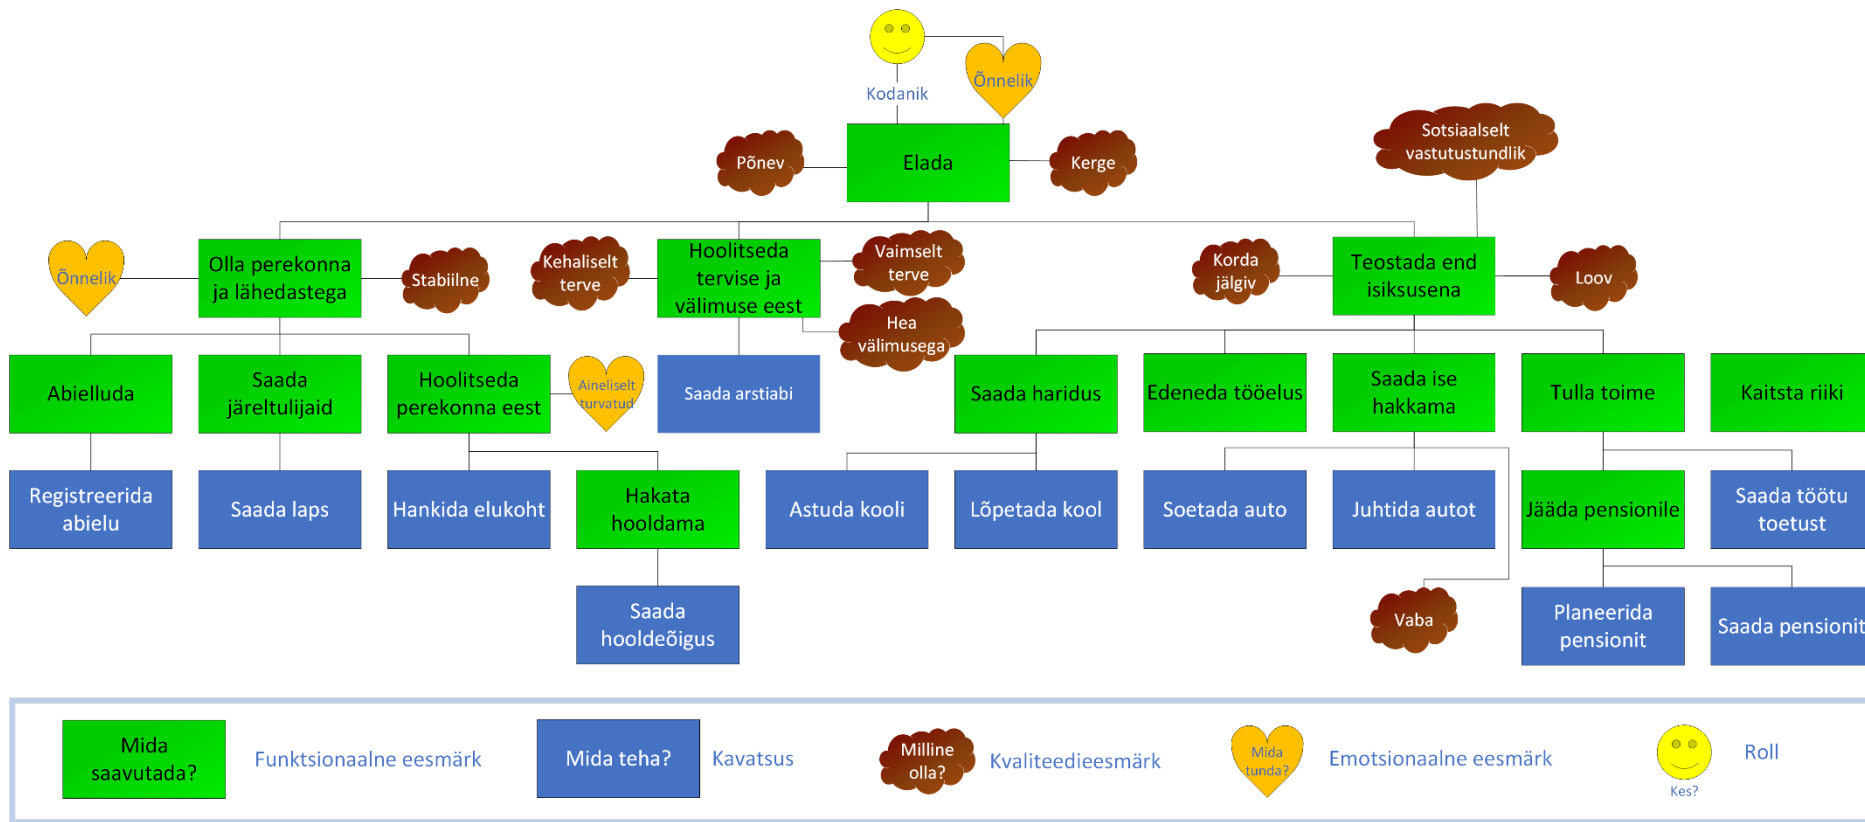 Õnnelik
Kodanik
Põnev
Elada
Kerge
Sotsiaalselt
vastutustundlik
Õnnelik
Olla perekonna
ja lähedastega
Stabiilne
Kehaliselt
terve
Hoolitseda
tervise ja
välimuse eest
Vaimselt
terve
Hea
välimusega
Korda
jälgiv
Teostada end
isiksusena
Loov
Abielluda
Saada
järeltulijaid
Hoolitseda
perekonna eest
Aineliselt
turvatud
Saada arstiabi
Saada haridus
Edeneda tööelus
Saada ise
hakkama
Tulla toime
Kaitsta riiki
Registreerida
abielu
Saada laps
Hankida elukoht
Hakata
hooldama
Astuda kooli
Lõpetada kool
Soetada auto
Juhtida autot
Jääda pensionile
Saada töötu
toetust
Saada
hooldeõigus
Vaba
Planeerida
pensionit
Saada pensionit
Mida
saavutada?
Funktsionaalne eesmärk
Mida teha?
Kavatsus
Milline
olla?
Kvaliteedieesmärk
Mida
tunda?
Emotsionaalne eesmärk
Kes?
Roll